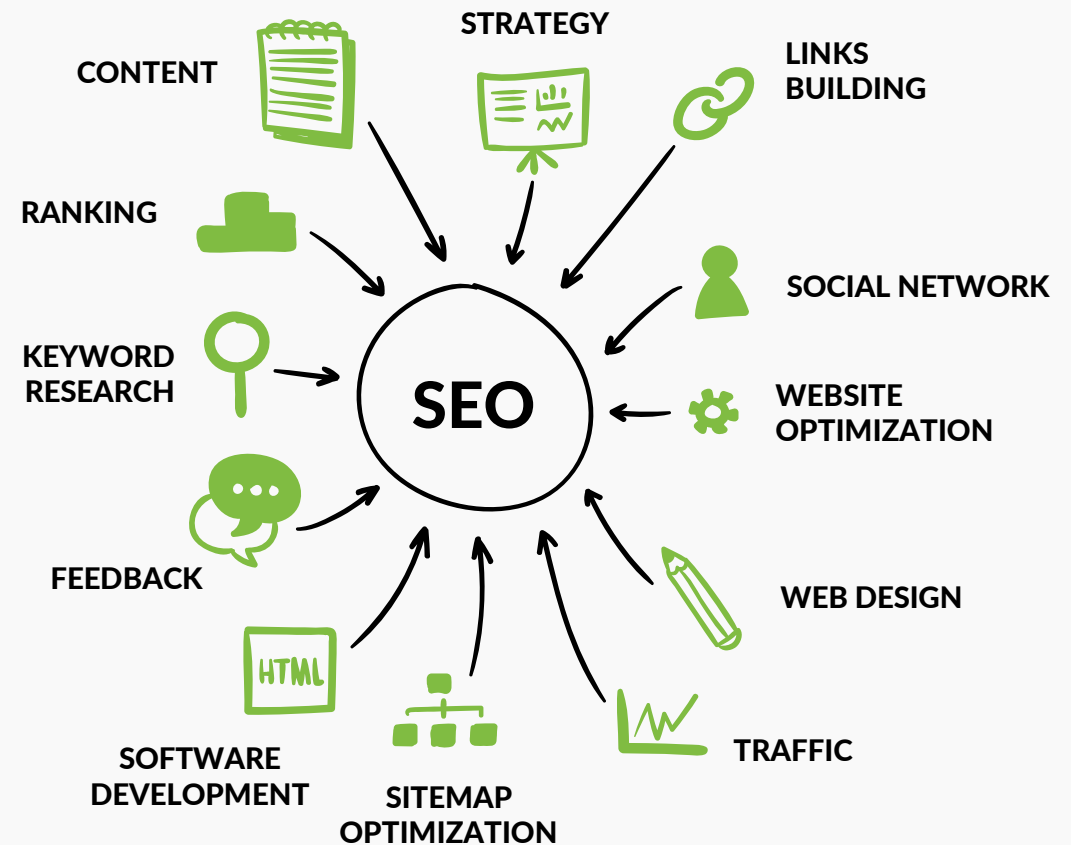 STRATEGY
CONTENT
LINKS
BUILDING
RANKING
SOCIAL NETWORK
KEYWORD
RESEARCH
SEO
WEBSITE
OPTIMIZATION
FEEDBACK
WEB DESIGN
HTML
SOFTWARE
DEVELOPMENT
SITEMAP
OPTIMIZATION
TRAFFIC